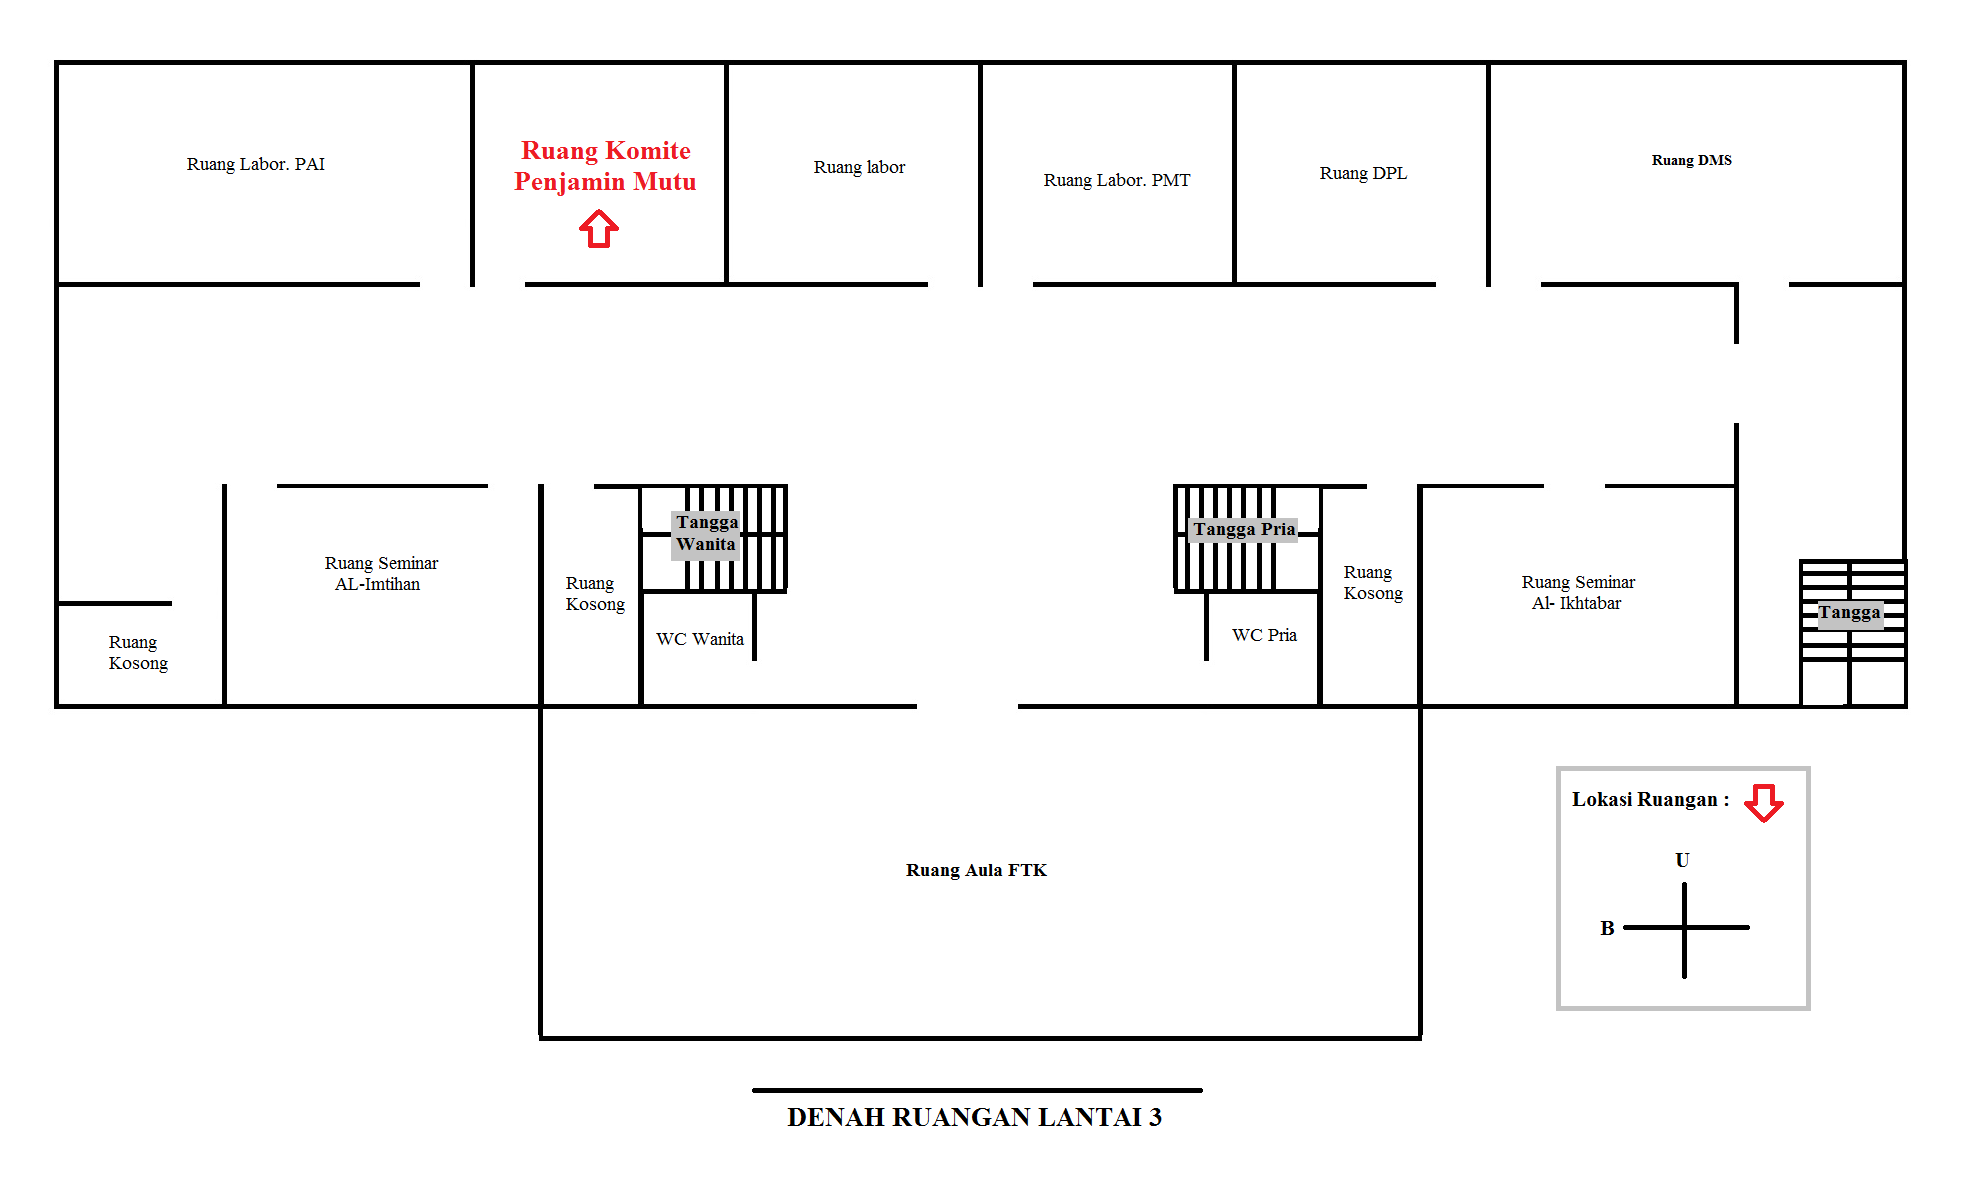 Ruang Labor. PAI
Ruang Komite
Penjamin Mutu
Ruang labor
Ruang Labor. PMT
Ruang DPL
Ruang DMS
Ruang
Kosong
Ruang Seminar
AL-Imtihan
Ruang
Kosong
Tangga
Wanita
WC Wanita
Tangga Pria
WC Pria
Ruang
Kosong
Ruang Seminar
Al- Ikhtabar
Tangga
Ruang Aula FTK
Lokasi Ruangan :
U
B
DENAH RUANGAN LANTAI 3